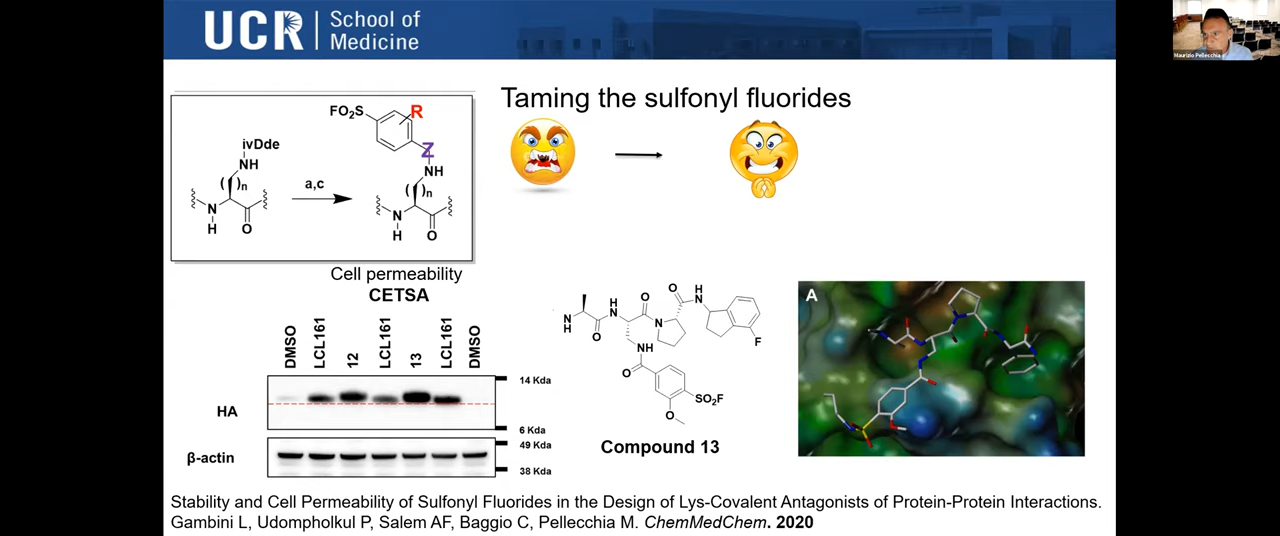 UCR School of Medicine
Maurizio Pellecchia
Taming the sulfonyl fluorides
FO2S
R
Z
NH
ivDde
NH
( )n
a,c
( )n
N
H
O
N
H
O
Cell permeability
CETSA
DMSO
LCL161
12
LCL161
13
LCL161
DMSO
14 Kda
HA
6 Kda
49 Kda
β-actin
38 Kda
N
H
O
H
N
O
N
O
H
N
F
NH
O
SO2F
O
Compound 13
A
Stability and Cell Permeability of Sulfonyl Fluorides in the Design of Lys-Covalent Antagonists of Protein-Protein Interactions.
Gambini L, Udompholkul P, Salem AF, Baggio C, Pellecchia M. ChemMedChem. 2020